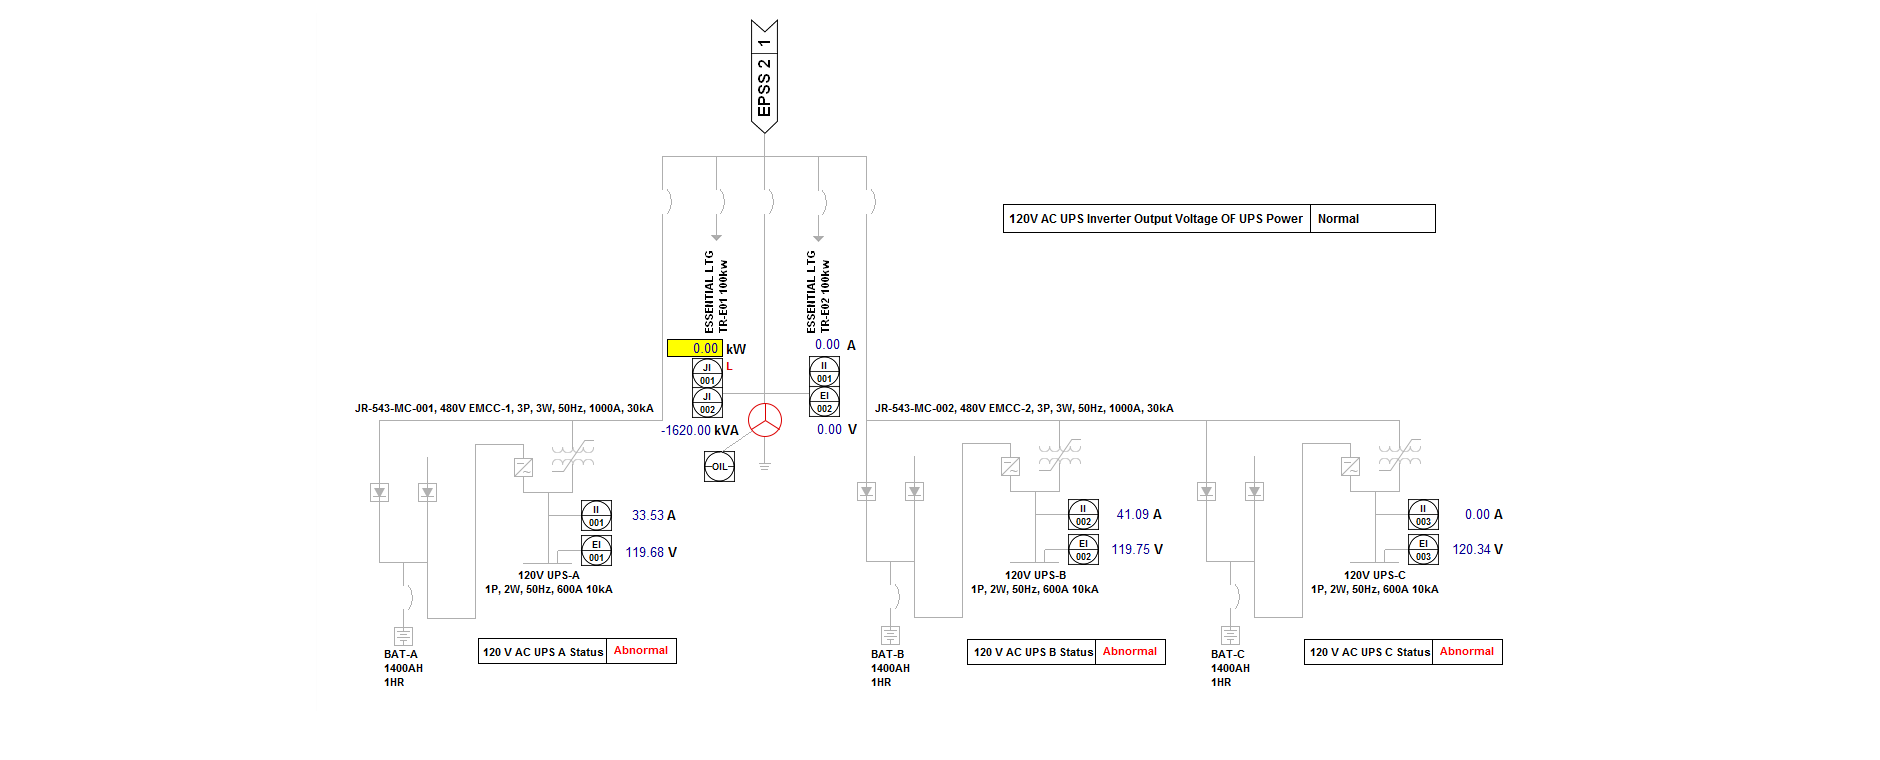 EPSS 2 1
120V AC UPS Inverter Output Voltage OF UPS Power Normal
ESSENTIAL LTG
TR-E01 100kw
ESSENTIAL LTG
TR-E02 100kw
0.00 kW
L
JI
001
JI
002
-1620.00 kVA
0.00 A
II
001
EI
002
0.00 V
OIL
JR-543-MC-001, 480V EMCC-1, 3P, 3W, 50Hz, 1000A, 30kA
JR-543-MC-002, 480V EMCC-2, 3P, 3W, 50Hz, 1000A, 30kA
II
001
33.53 A
EI
001
119.68 V
120V UPS-A
1P, 2W, 50Hz, 600A 10kA
BAT-A
1400AH
1HR
120 V AC UPS A Status Abnormal
II
002
41.09 A
EI
002
119.75 V
120V UPS-B
1P, 2W, 50Hz, 600A 10kA
BAT-B
1400AH
1HR
120 V AC UPS B Status Abnormal
II
003
0.00 A
EI
003
120.34 V
120V UPS-C
1P, 2W, 50Hz, 600A 10kA
BAT-C
1400AH
1HR
120 V AC UPS C Status Abnormal